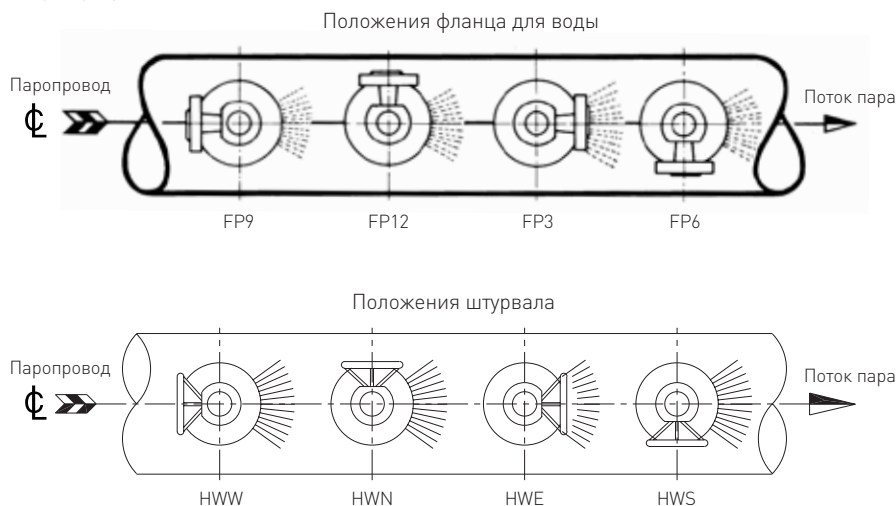 Положения фланца для воды
Паропровод
Поток пара
℄
FP9 FP12 FP3 FP6
Положения штурвала
Паропровод
Поток пара
℄
HWW HWN HWE HWS